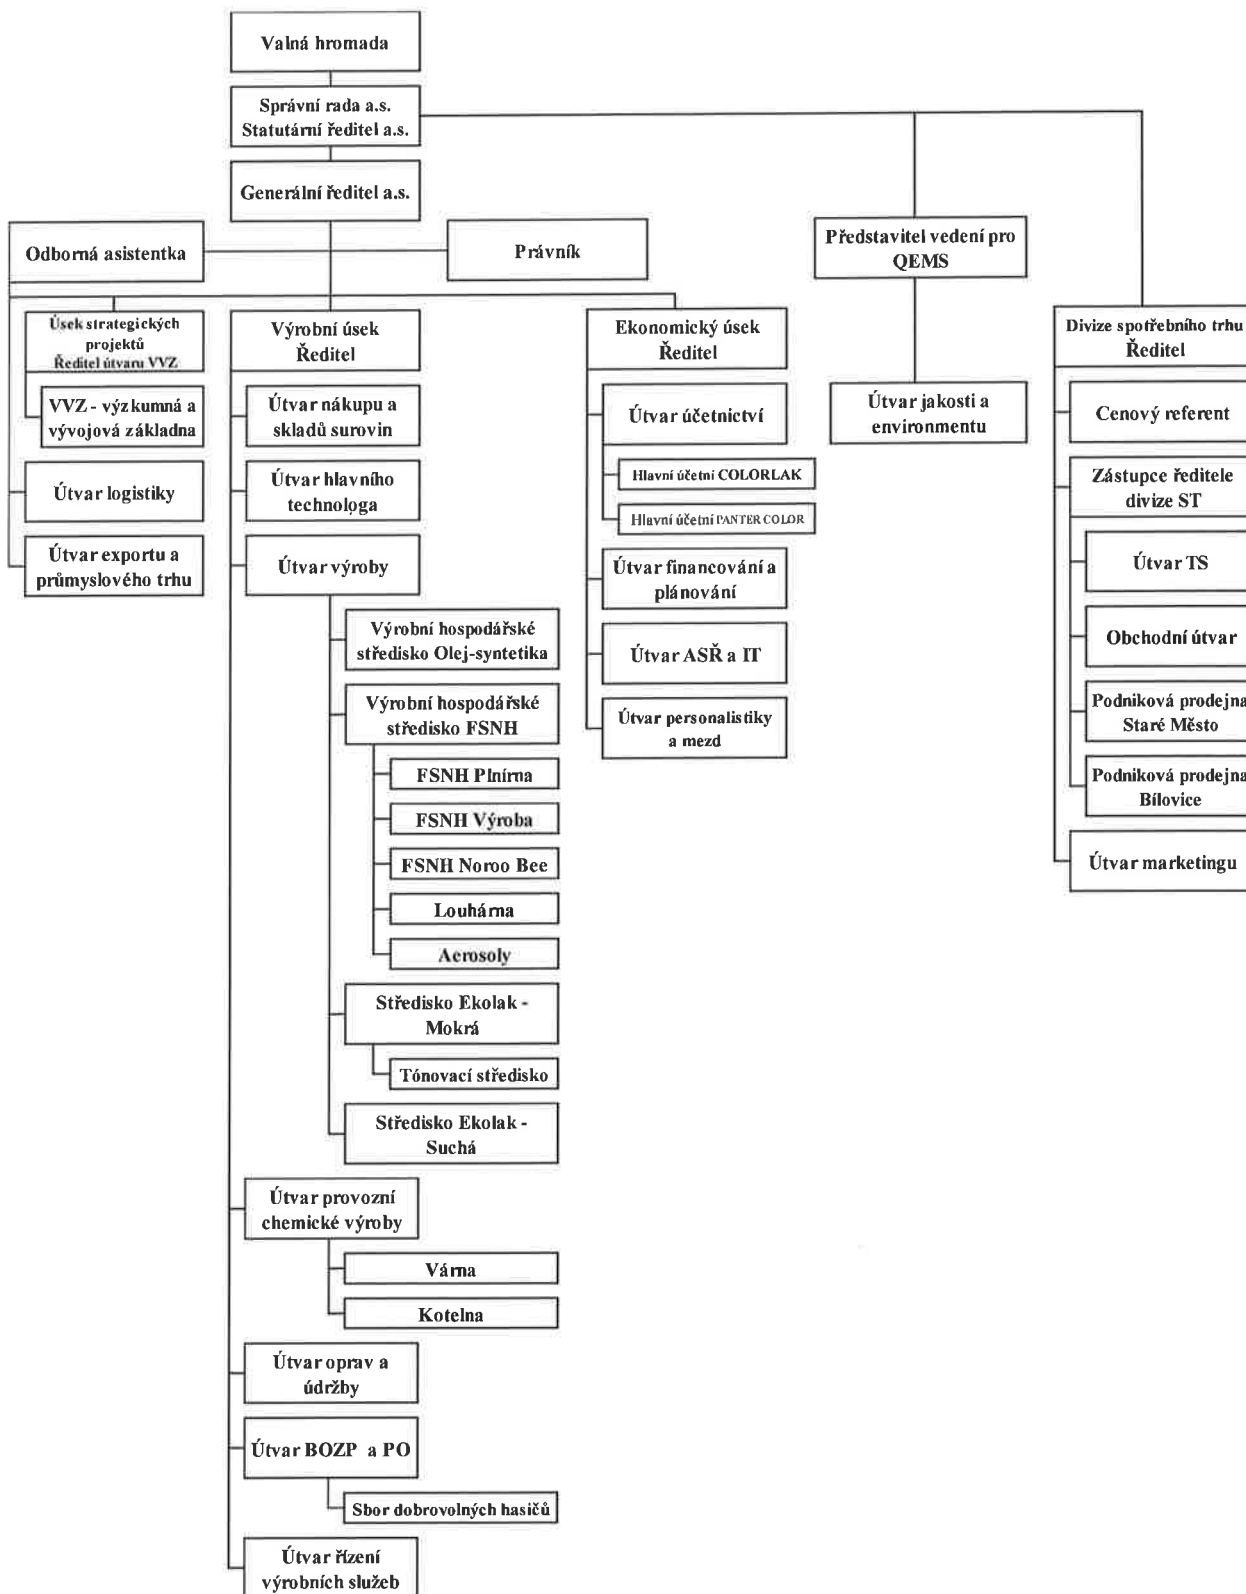 Valná hromada
Správní rada a.s.
Statutární ředitel a.s.
Generální ředitel a.s.
Odborná asistentka
Právník
Představitel vedení pro
QEMS
Úsek strategických
projektů
Ředitel útvaru VVZ
VVZ - výzkumná a
vývojová základna
Útvar logistiky
Útvar exportu a
průmyslového trhu
Výrobní úsek
Ředitel
Útvar nákupu a
skladů surovin
Útvar hlavního
technologa
Útvar výroby
Výrobní hospodářské
středisko Olej-syntetika
Výrobní hospodářské
středisko FSNH
FSNH Plnírna
FSNH Výroba
FSNH Noroo Bee
Louhárna
Aerosoly
Středisko Ekolak -
Mokrá
Tónovací středisko
Středisko Ekolak -
Suchá
Útvar provozní
chemické výroby
Várna
Kotelna
Útvar oprav a
údržby
Útvar BOZP a PO
Sbor dobrovolných hasičů
Útvar řízení
výrobních služeb
Ekonomický úsek
Ředitel
Útvar účetnictví
Hlavní účetní COLORLAK
Hlavní účetní PANTER COLOR
Útvar financování a
plánování
Útvar ASŘ a IT
Útvar personalistiky
a mezd
Útvar jakosti a
environmentu
Divize spotřebního trhu
Ředitel
Cenový referent
Zástupce ředitele
divize ST
Útvar TS
Obchodní útvar
Podniková prodejna
Staré Město
Podniková prodejna
Bílovice
Útvar marketingu